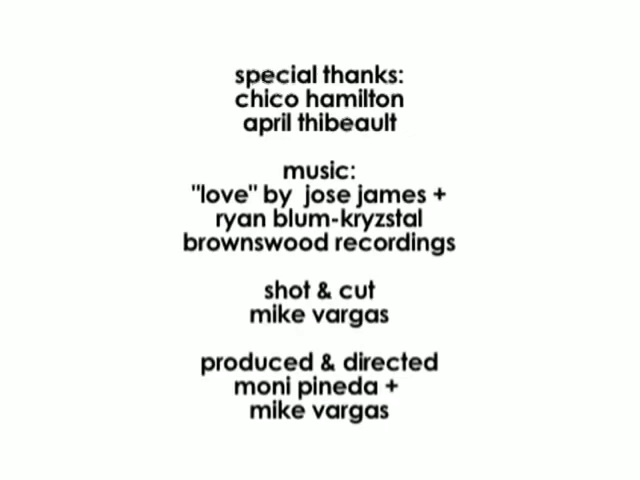 special thanks:
chico hamilton
april thibeault
music:
"love" by jose james +
ryan blum-kryzstal
brownswood recordings
shot & cut
mike vargas
produced & directed
moni pineda +
mike vargas